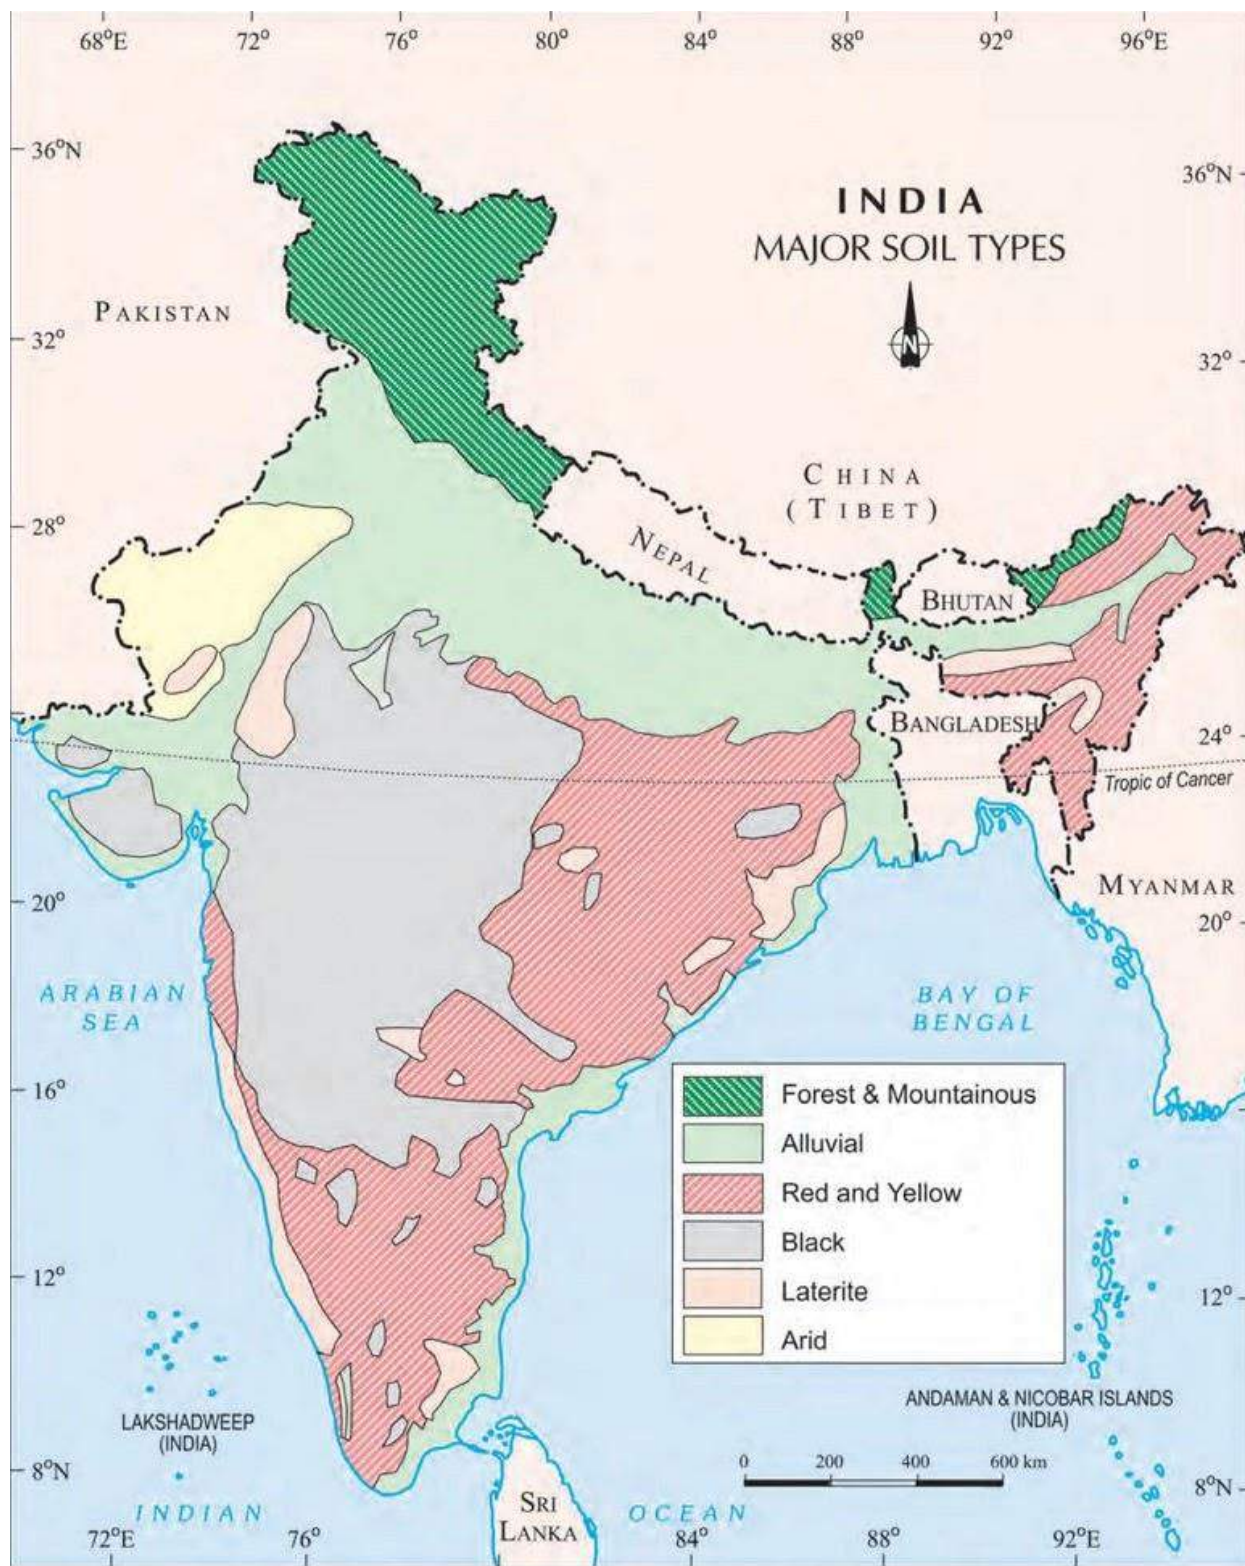 68°E 72° 76° 80° 84° 88° 92° 96°E
36°N
36°N
INDIA
MAJOR SOIL TYPES
N
PAKISTAN
32°
32°
CHINA
(TIBET)
28°
NEPAL
BHUTAN
BANGLADESH
24°
Tropic of Cancer
MYANMAR
20°
20°
ARABIAN
SEA
BAY OF
BENGAL
16°
Forest & Mountainous
Alluvial
Red and Yellow
Black
Laterite
Arid
12°
12°
LAKSHADWEEP
(INDIA)
ANDAMAN & NICOBAR ISLANDS
(INDIA)
0 200 400 600 km
8°N
8°N
SRI
LANKA
INDIAN OCEAN
72°E 76° 84° 88° 92°E